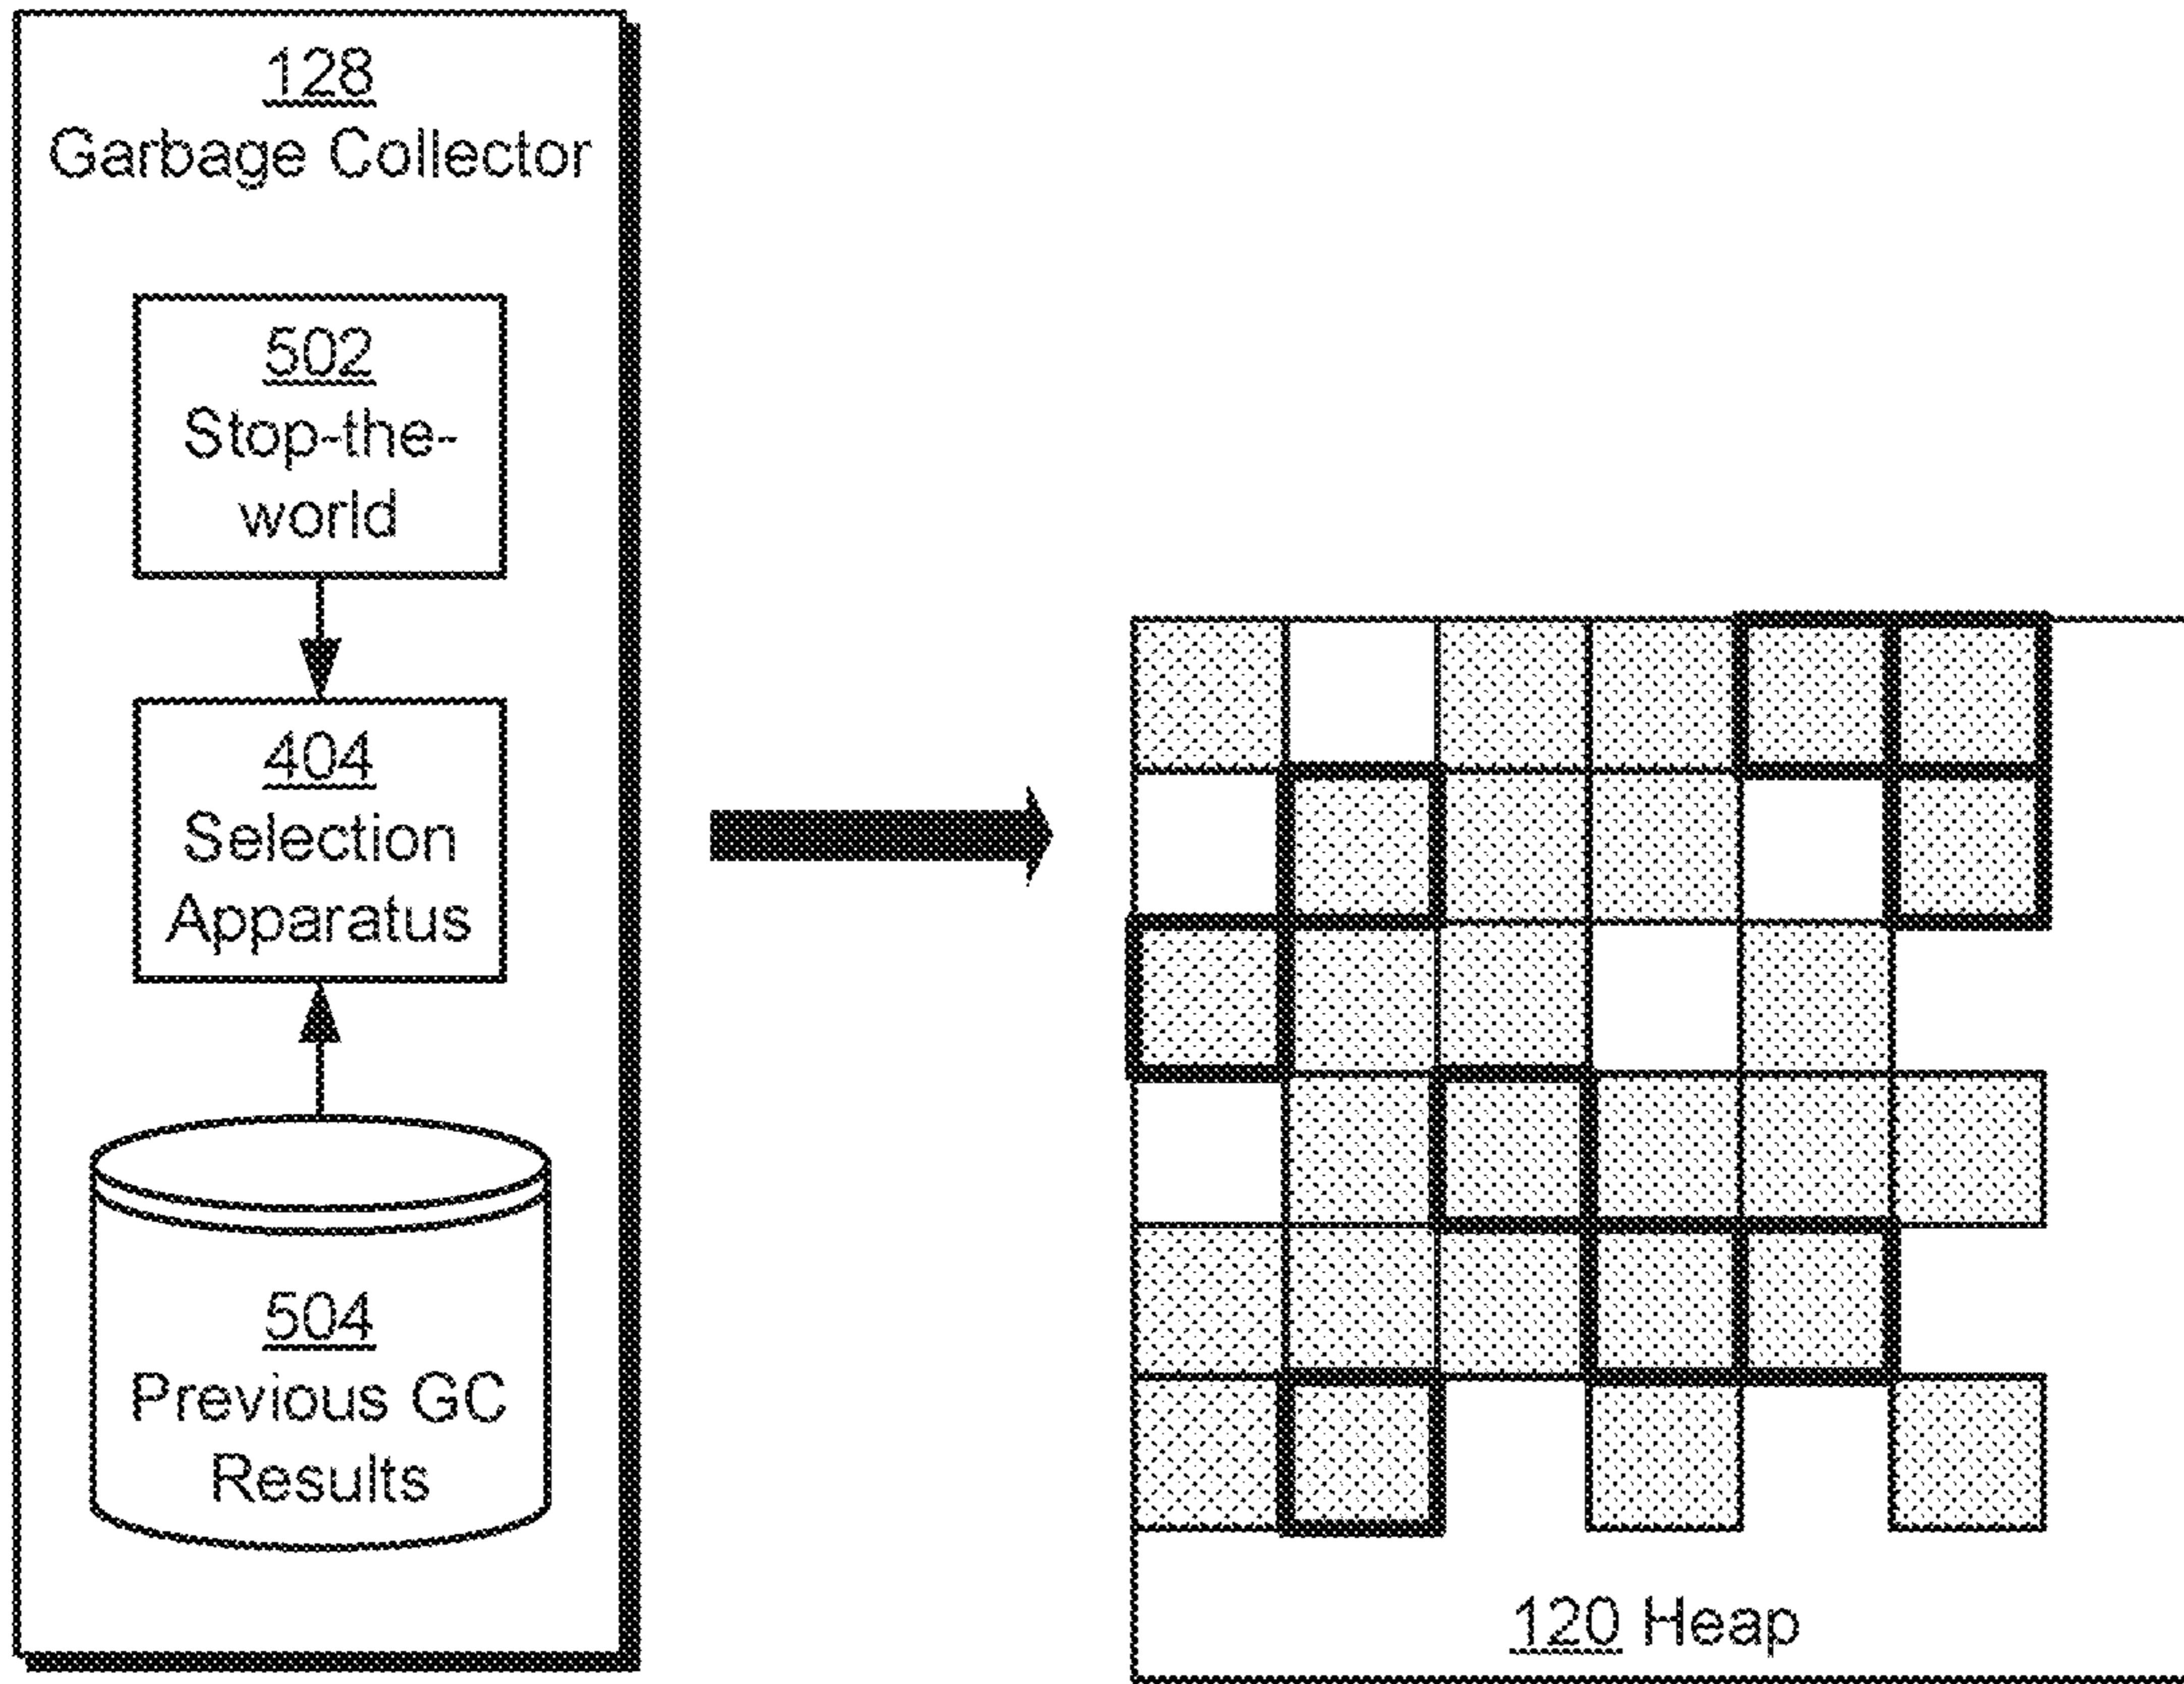 128
Garbage Collector
502
Stop-the-
world
404
Selection
Apparatus
504
Previous GC
Results
120 Heap